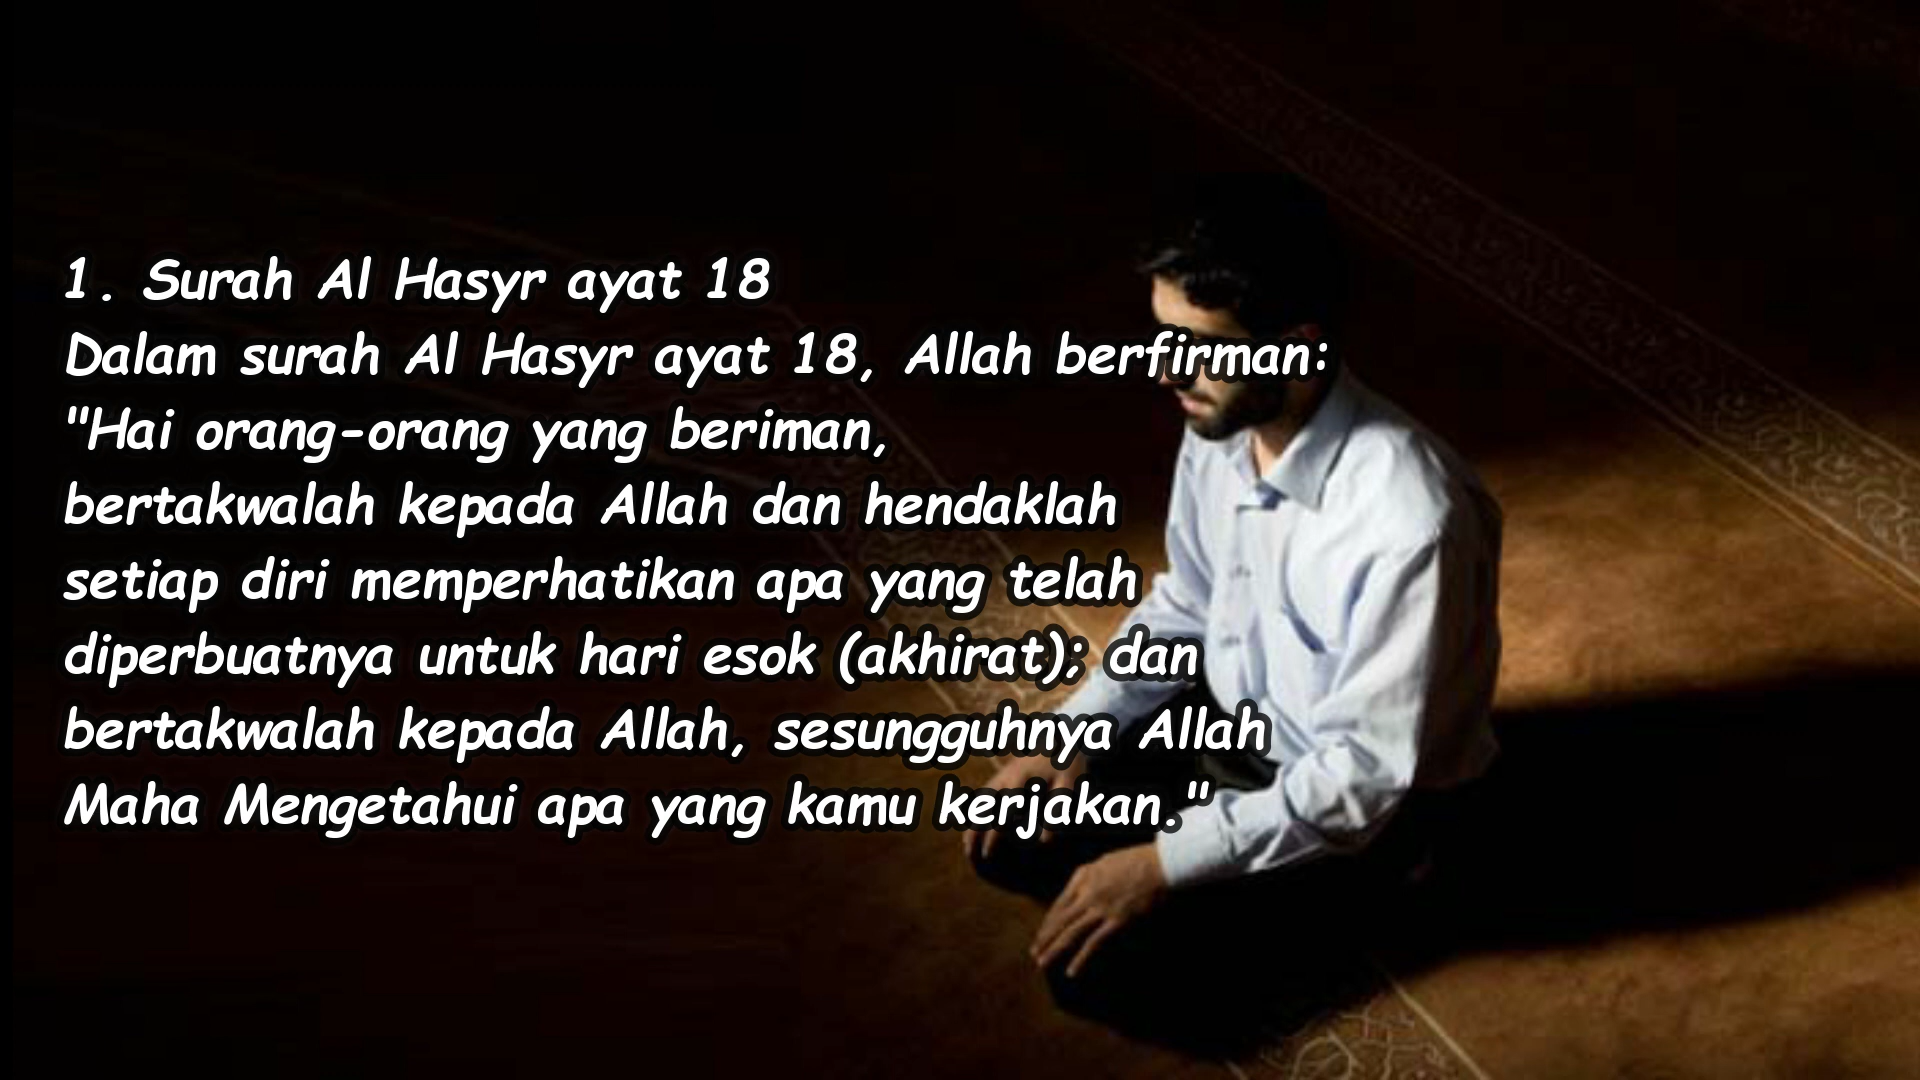 1. Surah Al Hasyr ayat 18
Dalam surah Al Hasyr ayat 18, Allah berfirman:
"Hai orang-orang yang beriman,
bertakwalah kepada Allah dan hendaklah
setiap diri memperhatikan apa yang telah
diperbuatnya untuk hari esok (akhirat); dan
bertakwalah kepada Allah, sesungguhnya Allah
Maha Mengetahui apa yang kamu kerjakan."